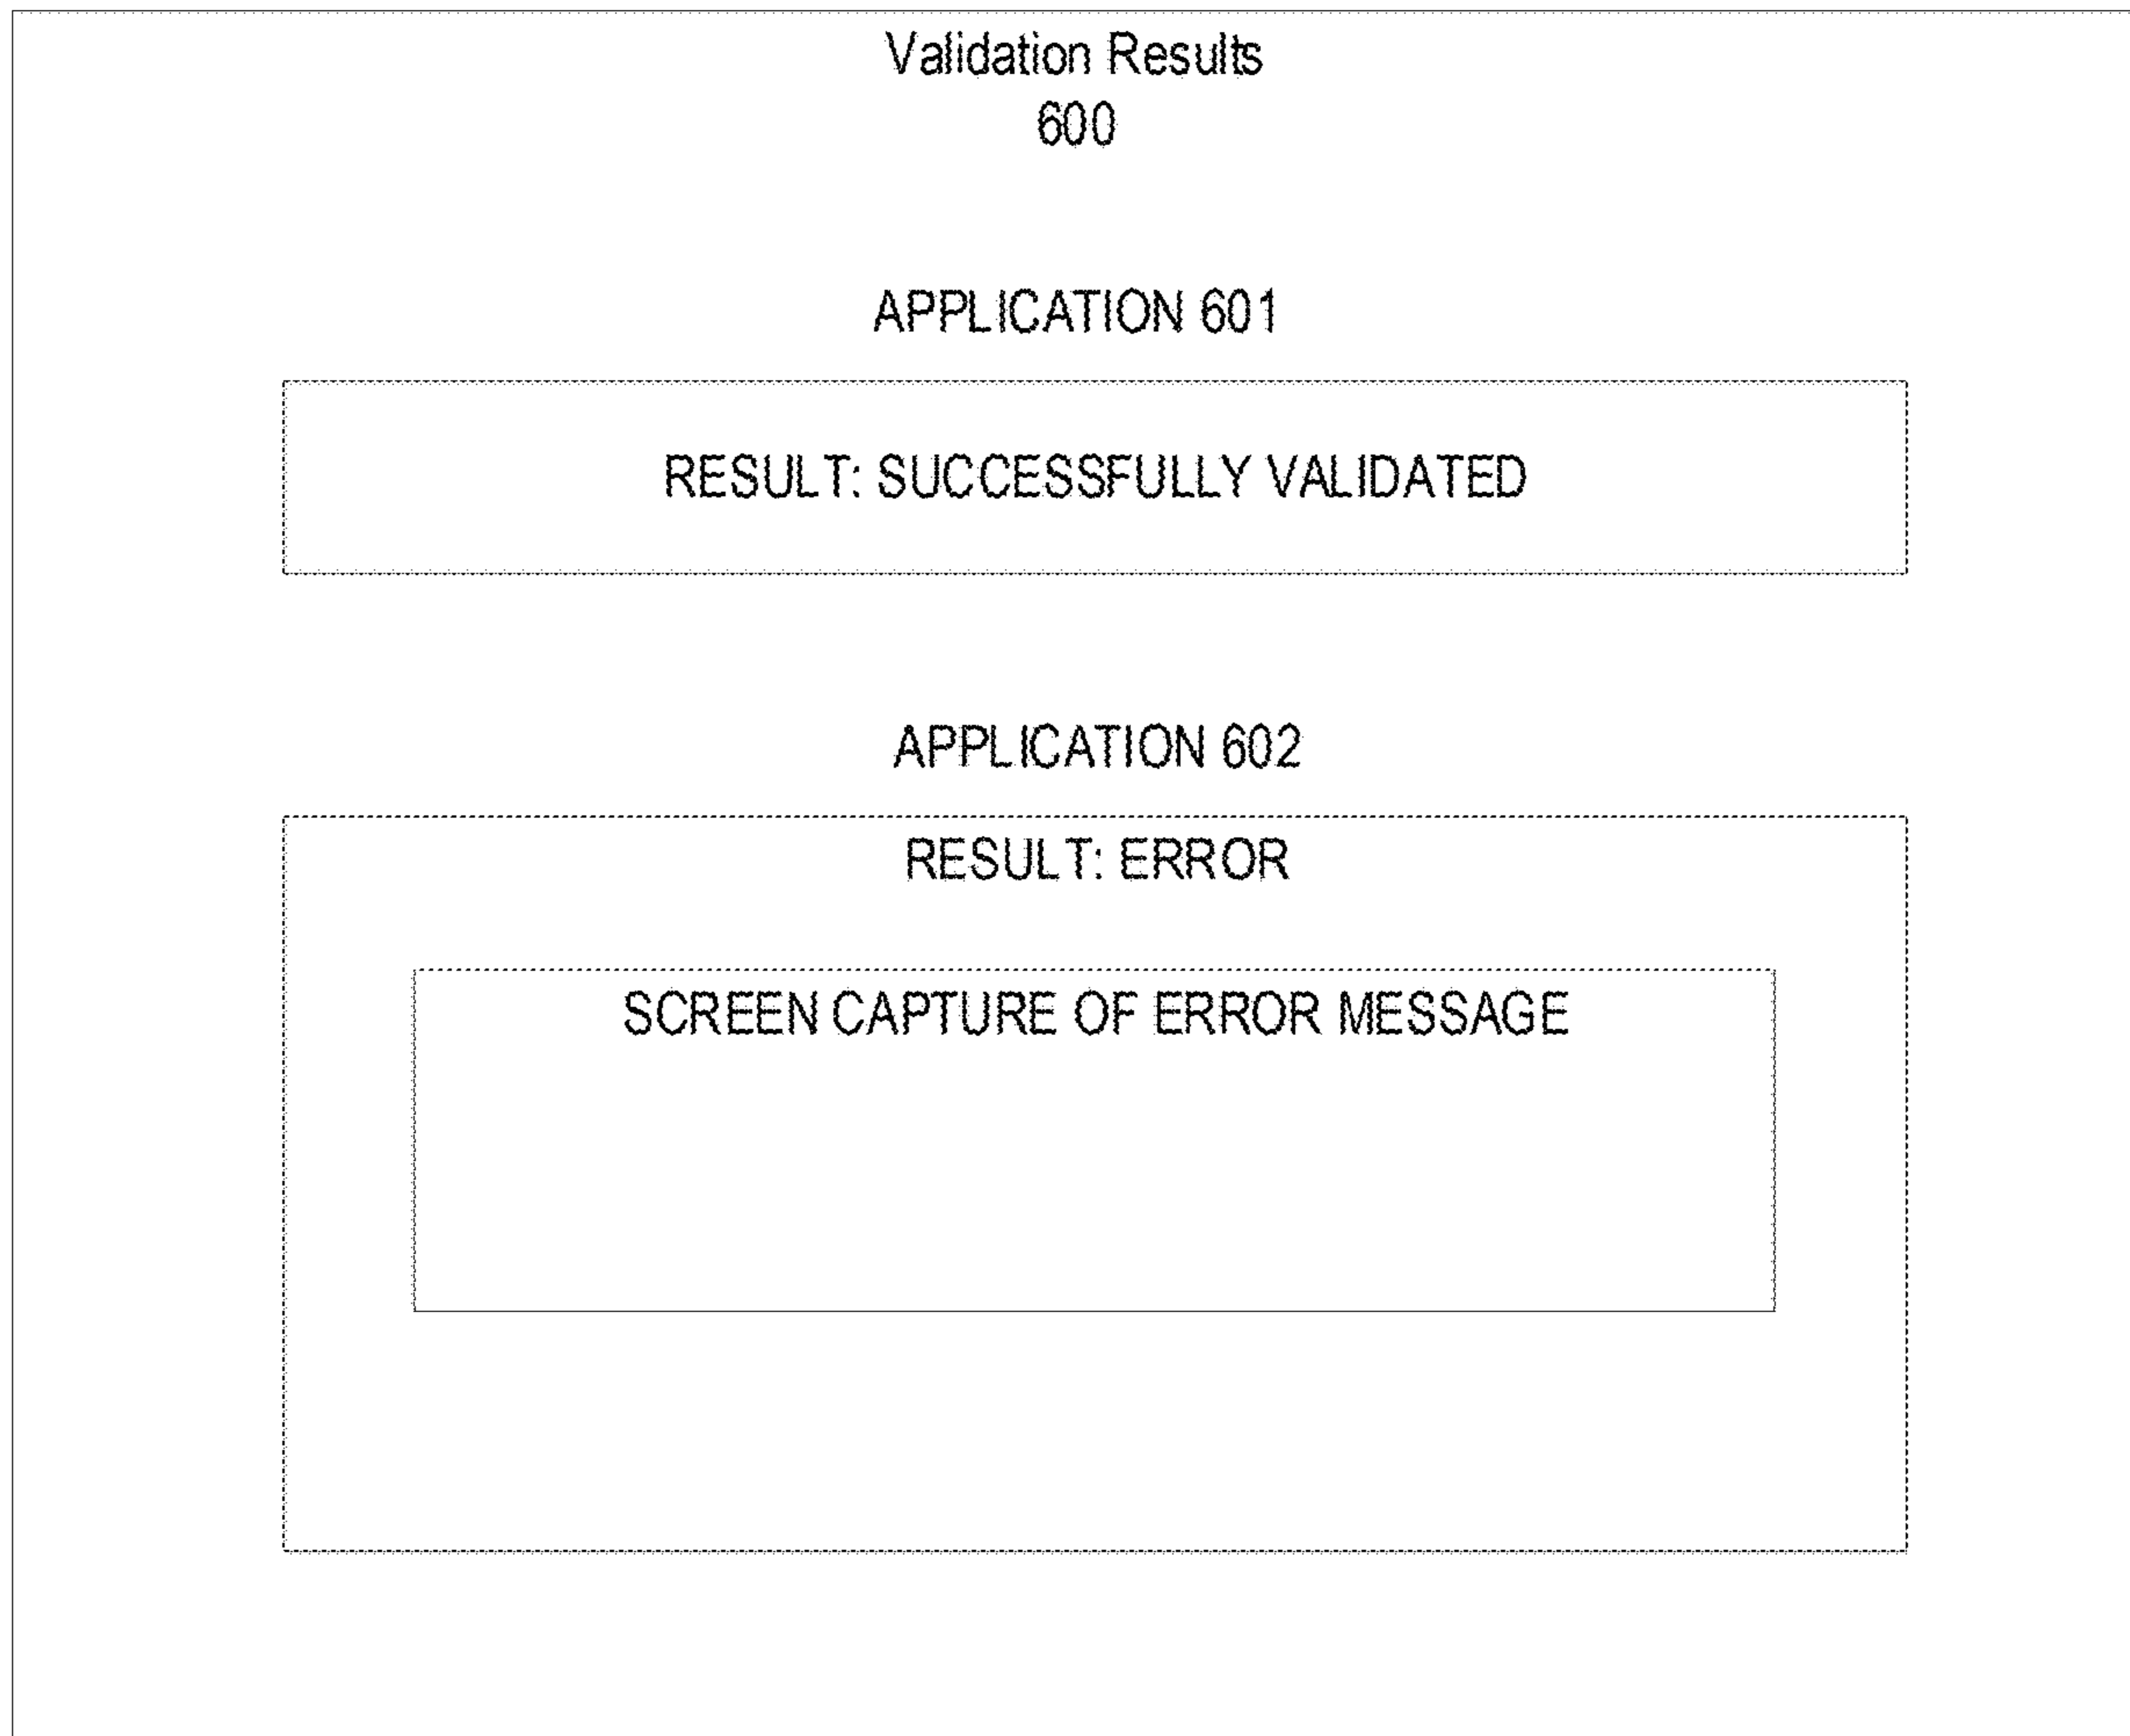 Validation Results
600
APPLICATION 601
RESULT: SUCCESSFULLY VALIDATED
APPLICATION 602
RESULT: ERROR
SCREEN CAPTURE OF ERROR MESSAGE